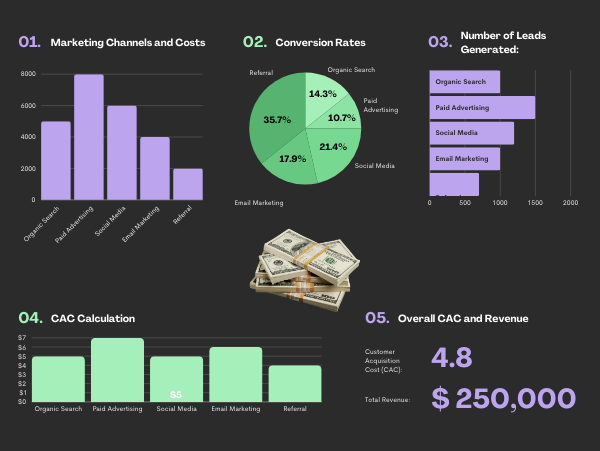 01. Marketing Channels and Costs
8000
6000
4000
2000
0
Organic Search
Paid Advertising
Social Media
Email Marketing
Referral
02. Conversion Rates
Referral
Organic Search
14.3%
Paid
Advertising
10.7%
35.7%
21.4%
17.9%
Social Media
Email Marketing
03. Number of Leads
Generated:
Organic Search
Paid Advertising
Social Media
Email Marketing
0
500
1000
1500
2000
04. CAC Calculation
$7
$6
$5
$4
$3
$2
$1
$0
$5
Organic Search
Paid Advertising
Social Media
Email Marketing
Referral
05. Overall CAC and Revenue
Customer
Acquisition
Cost (CAC):
4.8
Total Revenue:
$ 250,000